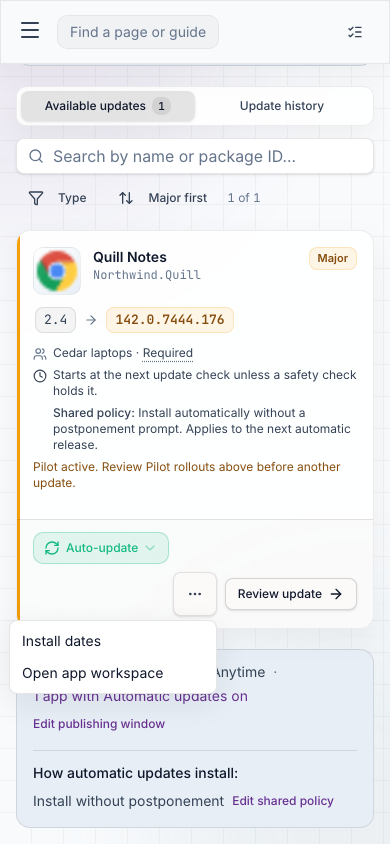 Find a page or guide
Available updates 1
Update history
Search by name or package ID...
Type
Major first
1 of 1
Quill Notes
Major
Northwind.Quill
2.4 → 142.0.7444.176
Cedar laptops · Required
Starts at the next update check unless a safety check
holds it.
Shared policy: Install automatically without a
postponement prompt. Applies to the next automatic
release.
Pilot active. Review Pilot rollouts above before another
update.
Auto-update
Review update →
Install dates
Open app workspace
Anytime ·
1 app with Automatic updates on
Edit publishing window
How automatic updates install:
Install without postponement Edit shared policy